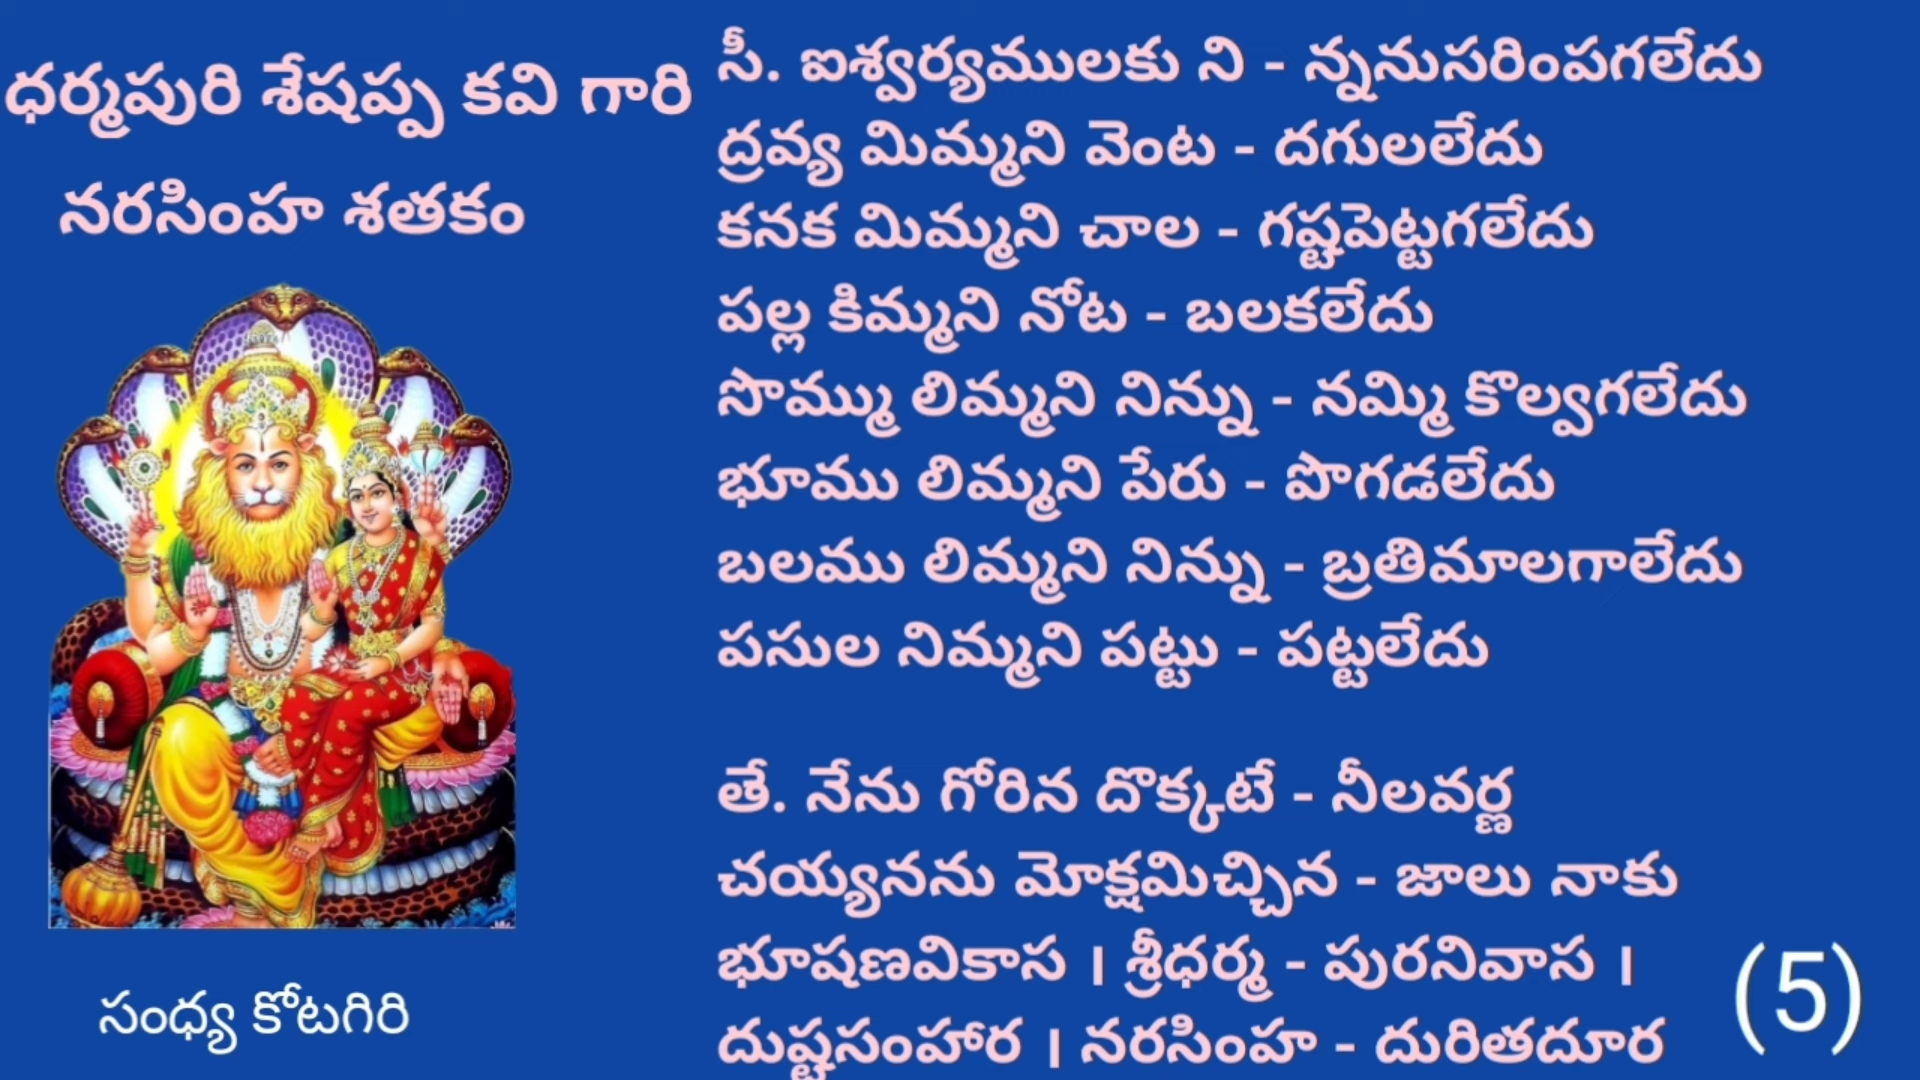 ధర్మపురి శేషప్ప కవి గారి
నరసింహ శతకం
సీ. ఐశ్వర్యములకు ని - న్ననుసరింపగలేదు
ద్రవ్య మిమ్మని వెంట - దగులలేదు
కనక మిమ్మని చాల - గష్టపెట్టగలేదు
పల్ల కిమ్మని నోట - బలకలేదు
సొమ్ము లిమ్మని నిన్ను - నమ్మి కొల్వగలేదు
భూము లిమ్మని పేరు - పొగడలేదు
బలము లిమ్మని నిన్ను - బ్రతిమాలగాలేదు
పసుల నిమ్మని పట్టు - పట్టలేదు
తే. నేను గోరిన దొక్కటే - నీలవర్ణ
చయ్యనను మోక్షమిచ్చిన - జాలు నాకు
భూషణవికాస । శ్రీధర్మ - పురనివాస ।
దుష్టసంహార । నరసింహ - దురితదూర
(5)
సంధ్య కోటగిరి